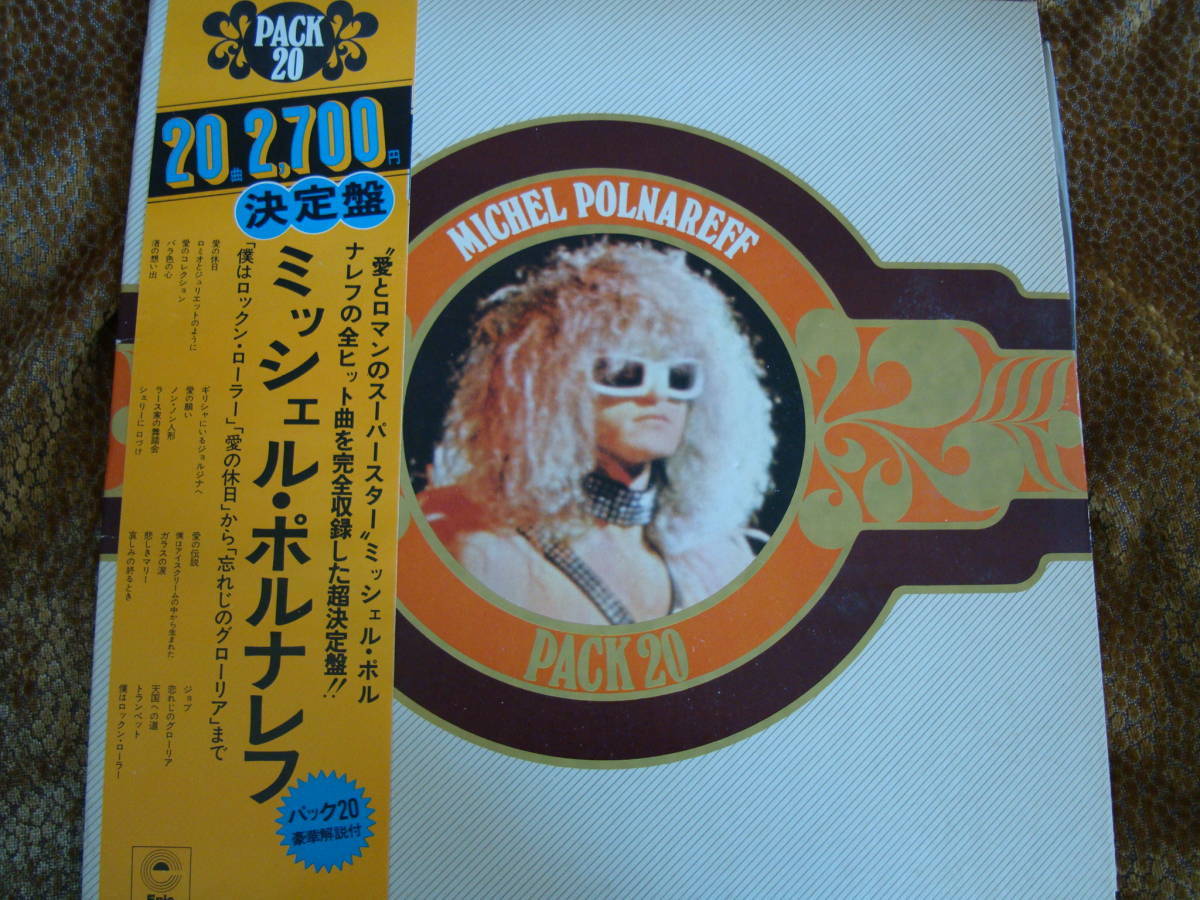 PACK
20
20曲 2,700円
決定盤
"愛とロマンのスーパースター"ミッシェル・ポル
ナレフの全ヒット曲を完全収録した超決定盤!!
ミッシェル・ポルナレフ
「僕はロックン・ローラー」「愛の休日」から「忘れじのグローリア」まで
愛の休日
ロミオとジュリエットのように
愛のコレクション
バラ色の心
渚の想い出
ギリシャにいるジョルジナへ
愛の願い
ノン・ノン人形
ラース家の舞踏会
シェリーに口づけ
愛の伝説
僕はアイスクリームの中から生まれた
ガラスの涙
悲しきマリー
哀しみの終るとき
ジョブ
忘れじのグローリア
天国への道
トランペット
僕はロックン・ローラー
パック20
豪華解説付
Epic
MICHEL POLNAREFF
PACK 20